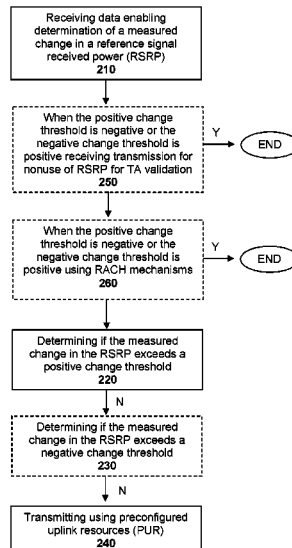 Receiving data enabling
determination of a measured
change in a reference signal
received power (RSRP)
210
When the positive change
threshold is negative or the
negative change threshold is
positive receiving transmission for
nonuse of RSRP for TA validation
250
Y
END
When the positive change
threshold is negative or the
negative change threshold is
positive using RACH mechanisms
260
Y
END
Determining if the measured
change in the RSRP exceeds a
positive change threshold
220
N
Determining if the measured
change in the RSRP exceeds a
negative change threshold
230
N
Transmitting using preconfigured
uplink resources (PUR)
240